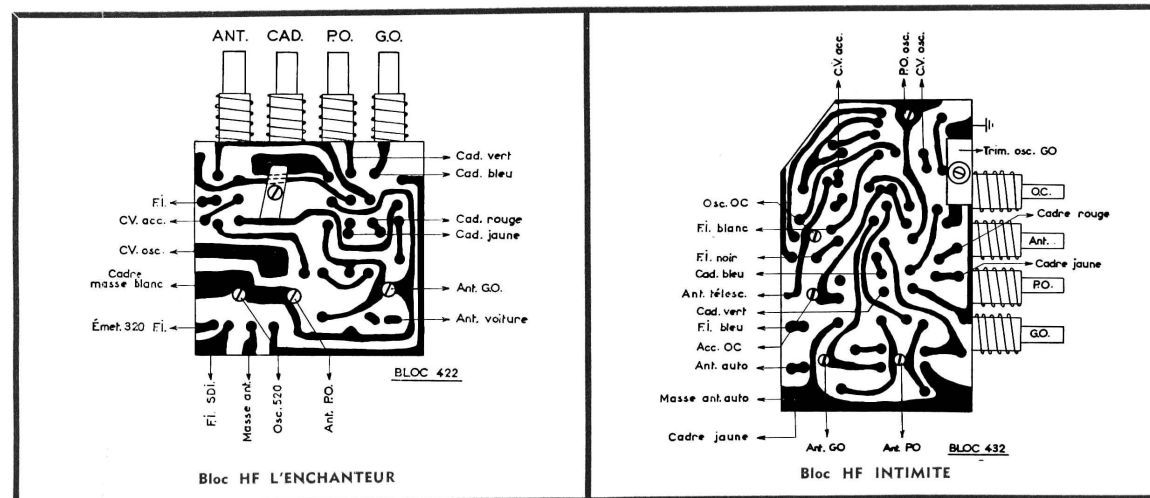 ANT. CAD. P.O. G.O.
Cad. vert
Cad. bleu
F.i.
CV. acc.
Cad. rouge
Cad. jaune
CV. osc.
Cadre
masse blanc
Ant. G.O.
Émet. 320 F.i.
Ant. voiture
BLOC 422
F.i. S.D.i.
Masse ant.
Osc. 520
Ant. P.O.
Bloc HF L'ENCHANTEUR
C.V. acc.
P.O. osc.
C.V. osc.
Trim. osc. GO
O.C.
Cadre rouge
Osc. OC
F.i. blanc
Ant.
F.i. noir
Cadre jaune
Cad. bleu
P.O.
Ant. télesc.
Cad. vert
F.i. bleu
G.O.
Acc. OC
Ant. auto
Masse ant. auto
Cadre jaune
Ant. GO
Ant. PO
BLOC 432
Bloc HF INTIMITE